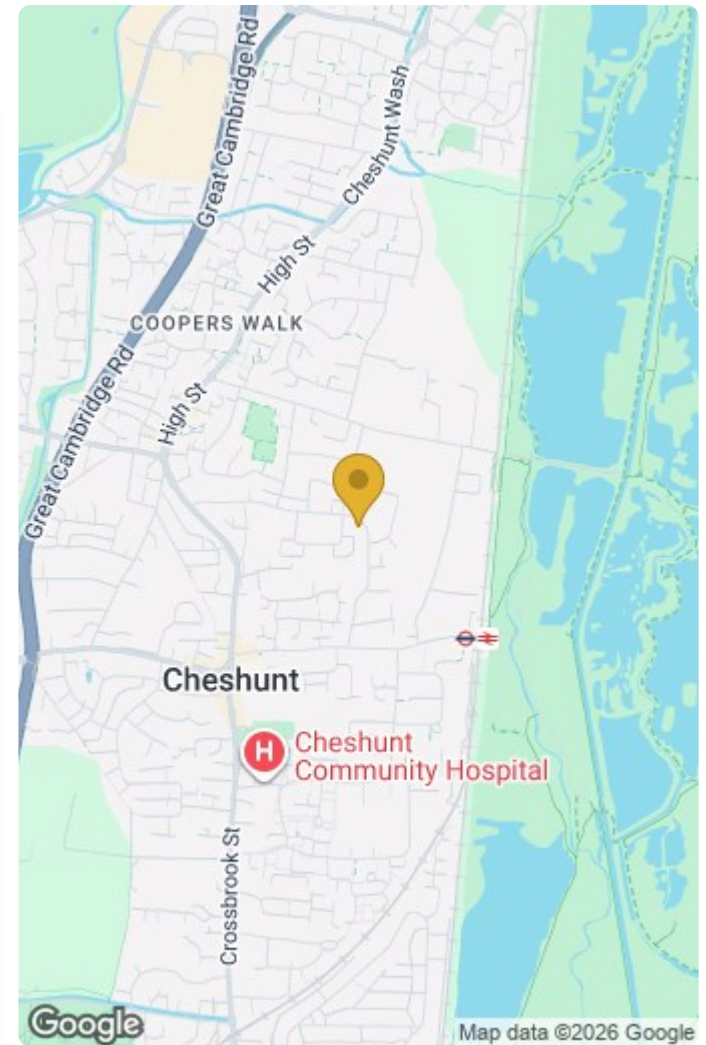 Great Cambridge Rd
Cheshunt Wash
High St
COOPERS WALK
High St
Great Cambridge Rd
Cheshunt
H
Cheshunt
Community Hospital
Crossbrook St
Google
Map data ©2026 Google